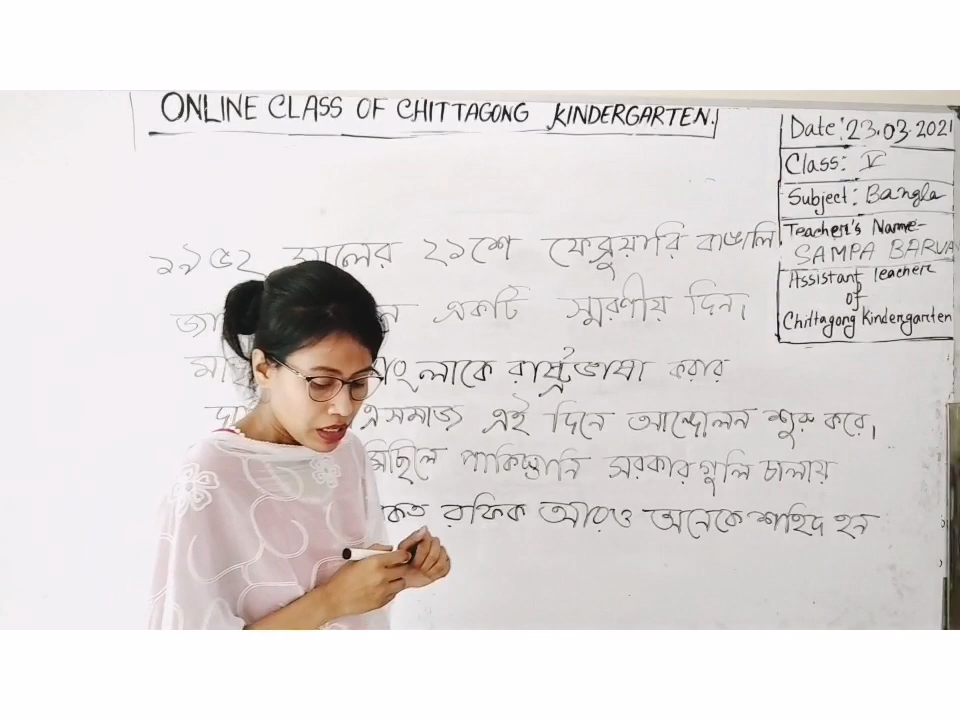 ONLINE CLASS OF CHITTAGONG KINDERGARTEN.
Date: 23.03.2021
Class: V
Subject: Bangla
Teacher's Name-
SAMPA BARUA
Assistant Teacher
of
Chittagong Kindergarten
১৯৫২ সালের ২১শে ফেব্রুয়ারি বাঙালি
একটি স্মরণীয় দিন।
রাষ্ট্রভাষা করার
এই দিনে আন্দোলন শুরু করে।
মিছিলে পাকিস্তানি সরকার গুলি চালায়
রফিক আরও অনেকে শহিদ হন